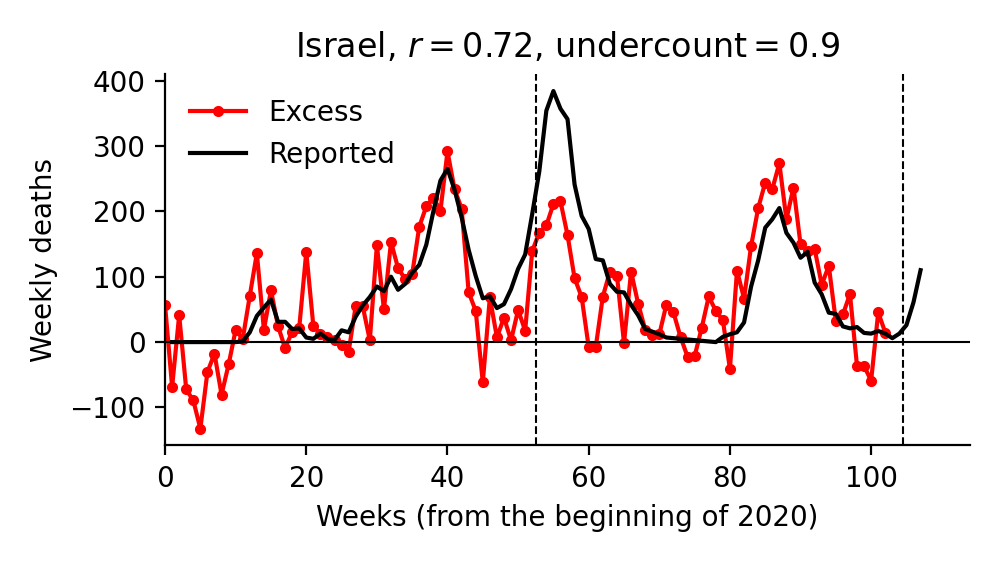 Israel, r = 0.72, undercount = 0.9
Excess
Reported
Weekly deaths
400
300
200
100
0
−100
0 20 40 60 80 100
Weeks (from the beginning of 2020)